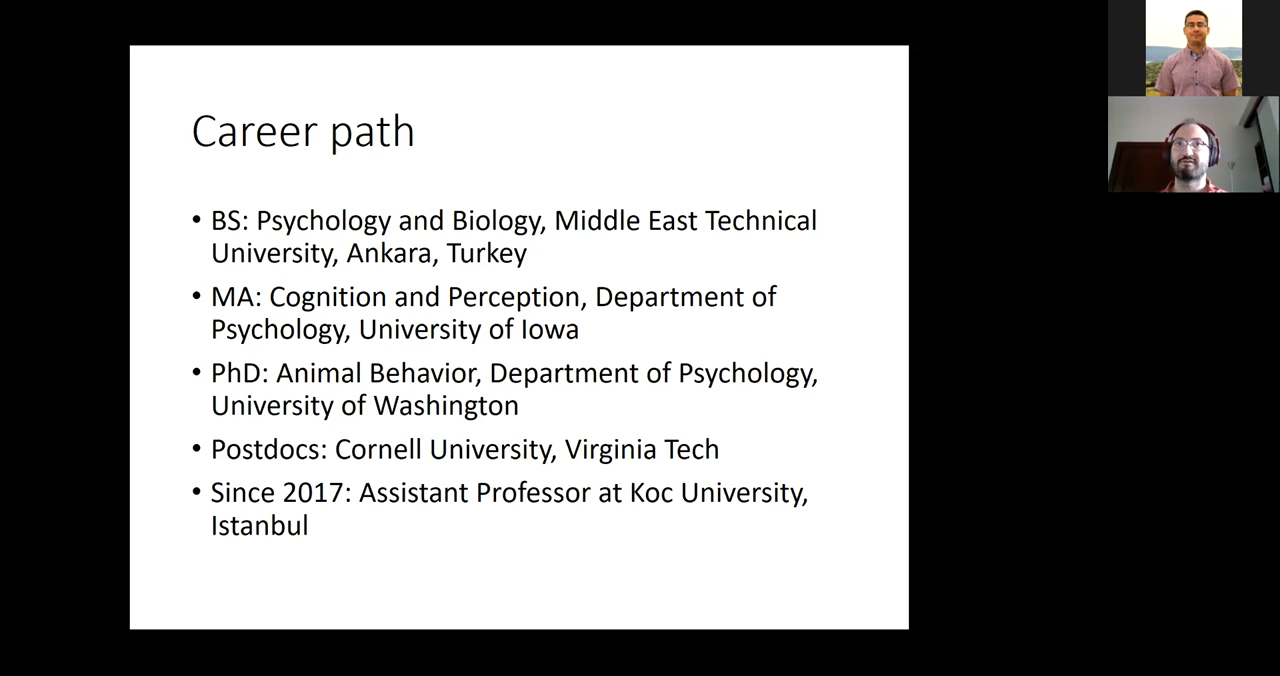 Career path
• BS: Psychology and Biology, Middle East Technical
University, Ankara, Turkey
• MA: Cognition and Perception, Department of
Psychology, University of Iowa
• PhD: Animal Behavior, Department of Psychology,
University of Washington
• Postdocs: Cornell University, Virginia Tech
• Since 2017: Assistant Professor at Koc University,
Istanbul